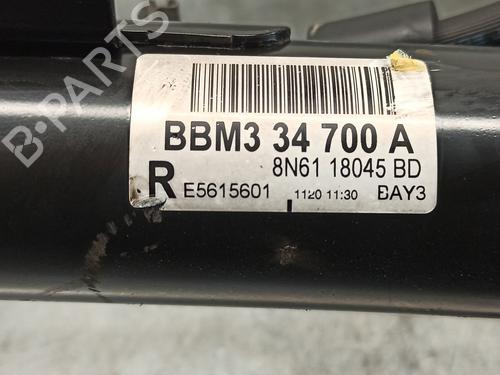 B-PARTS
BBM3 34 700 A
8N61 18045 BD
R E5615601 1120 11:30 BAY3